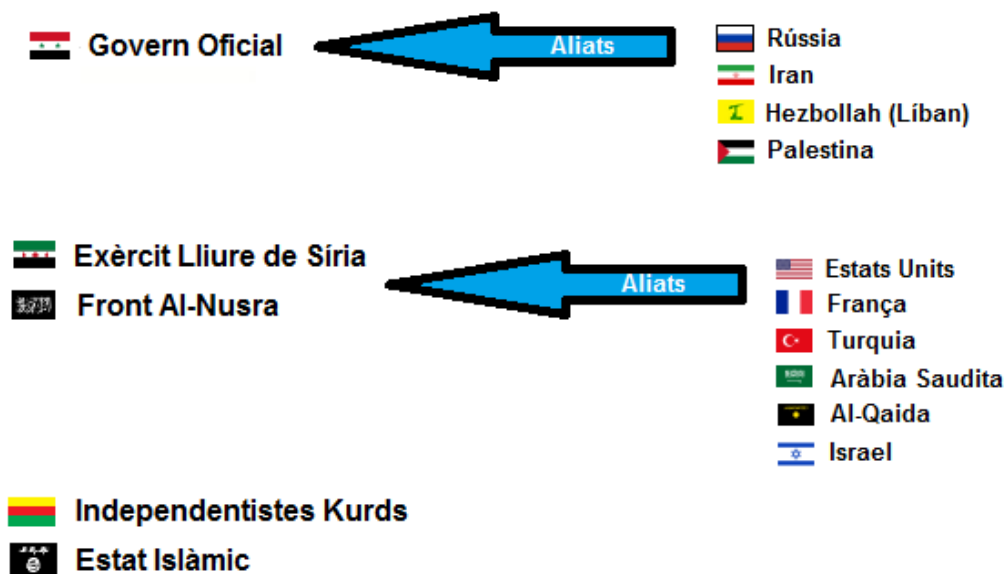 Govern Oficial
Aliats
Rússia
Iran
Hezbollah (Líban)
Palestina
Exèrcit Lliure de Síria
Front Al-Nusra
Aliats
Estats Units
França
Turquia
Aràbia Saudita
Al-Qaida
Israel
Independentistes Kurds
Estat Islàmic